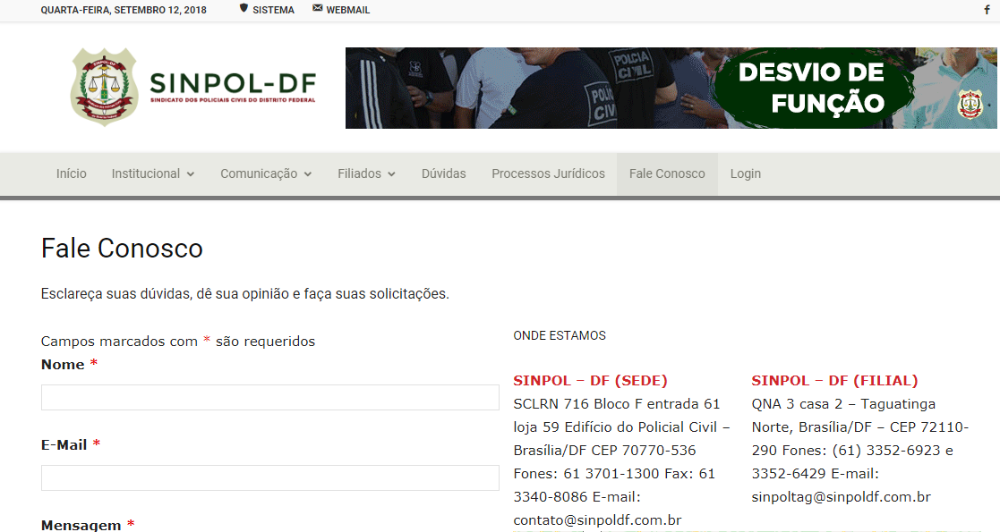 QUARTA-FEIRA, SETEMBRO 12, 2018 SISTEMA WEBMAIL
SINPOL-DF
SINDICATO DOS POLICIAIS CIVIS DO DISTRITO FEDERAL
POLÍCIA
CIVIL
DESVIO DE
FUNÇÃO
Início Institucional Comunicação Filiados Dúvidas Processos Jurídicos Fale Conosco Login
Fale Conosco
Esclareça suas dúvidas, dê sua opinião e faça suas solicitações.
Campos marcados com * são requeridos
Nome *
E-Mail *
Mensagem *
ONDE ESTAMOS
SINPOL – DF (SEDE)
SCLRN 716 Bloco F entrada 61
loja 59 Edifício do Policial Civil –
Brasília/DF CEP 70770-536
Fones: 61 3701-1300 Fax: 61
3340-8086 E-mail:
contato@sinpoldf.com.br
SINPOL – DF (FILIAL)
QNA 3 casa 2 – Taguatinga
Norte, Brasília/DF – CEP 72110-
290 Fones: (61) 3352-6923 e
3352-6429 E-mail:
sinpoltag@sinpoldf.com.br